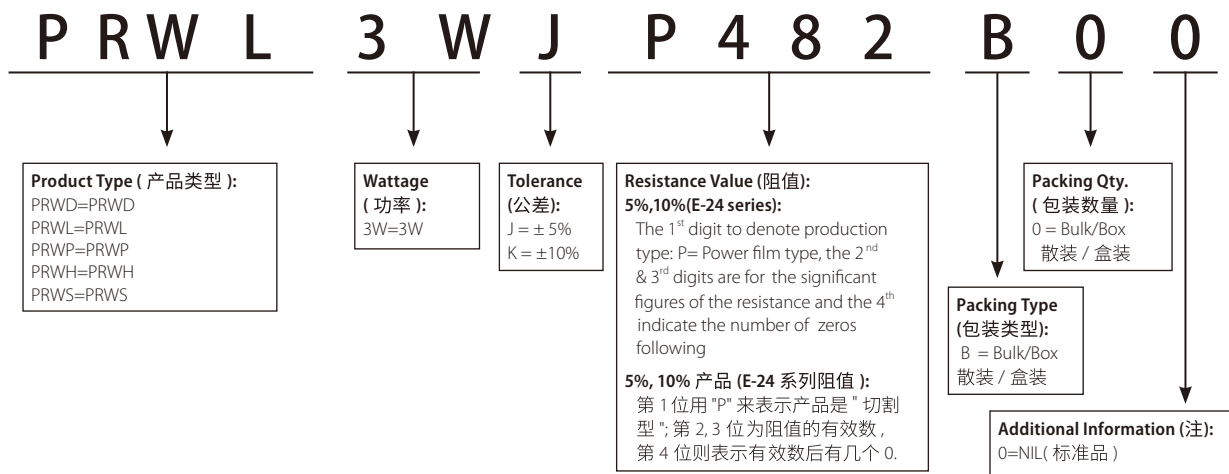 P R W L 3 W J P 4 8 2 B 0 0
Product Type ( 产品类型 ):
PRWD=PRWD
PRWL=PRWL
PRWP=PRWP
PRWH=PRWH
PRWS=PRWS
Wattage
( 功率 ):
3W=3W
Tolerance
(公差):
J = ± 5%
K = ±10%
Resistance Value (阻值):
5%,10%(E-24 series):
The 1st digit to denote production
type: P= Power film type, the 2nd
& 3rd digits are for the significant
figures of the resistance and the 4th
indicate the number of zeros
following
5%, 10% 产品 (E-24 系列阻值 ):
第 1 位用 "P" 来表示产品是 " 切割
型 "; 第 2, 3 位为阻值的有效数 ,
第 4 位则表示有效数后有几个 0.
Packing Type
(包装类型):
B = Bulk/Box
散装 / 盒装
Packing Qty.
( 包装数量 ):
0 = Bulk/Box
散装 / 盒装
Additional Information (注):
0=NIL( 标准品 )